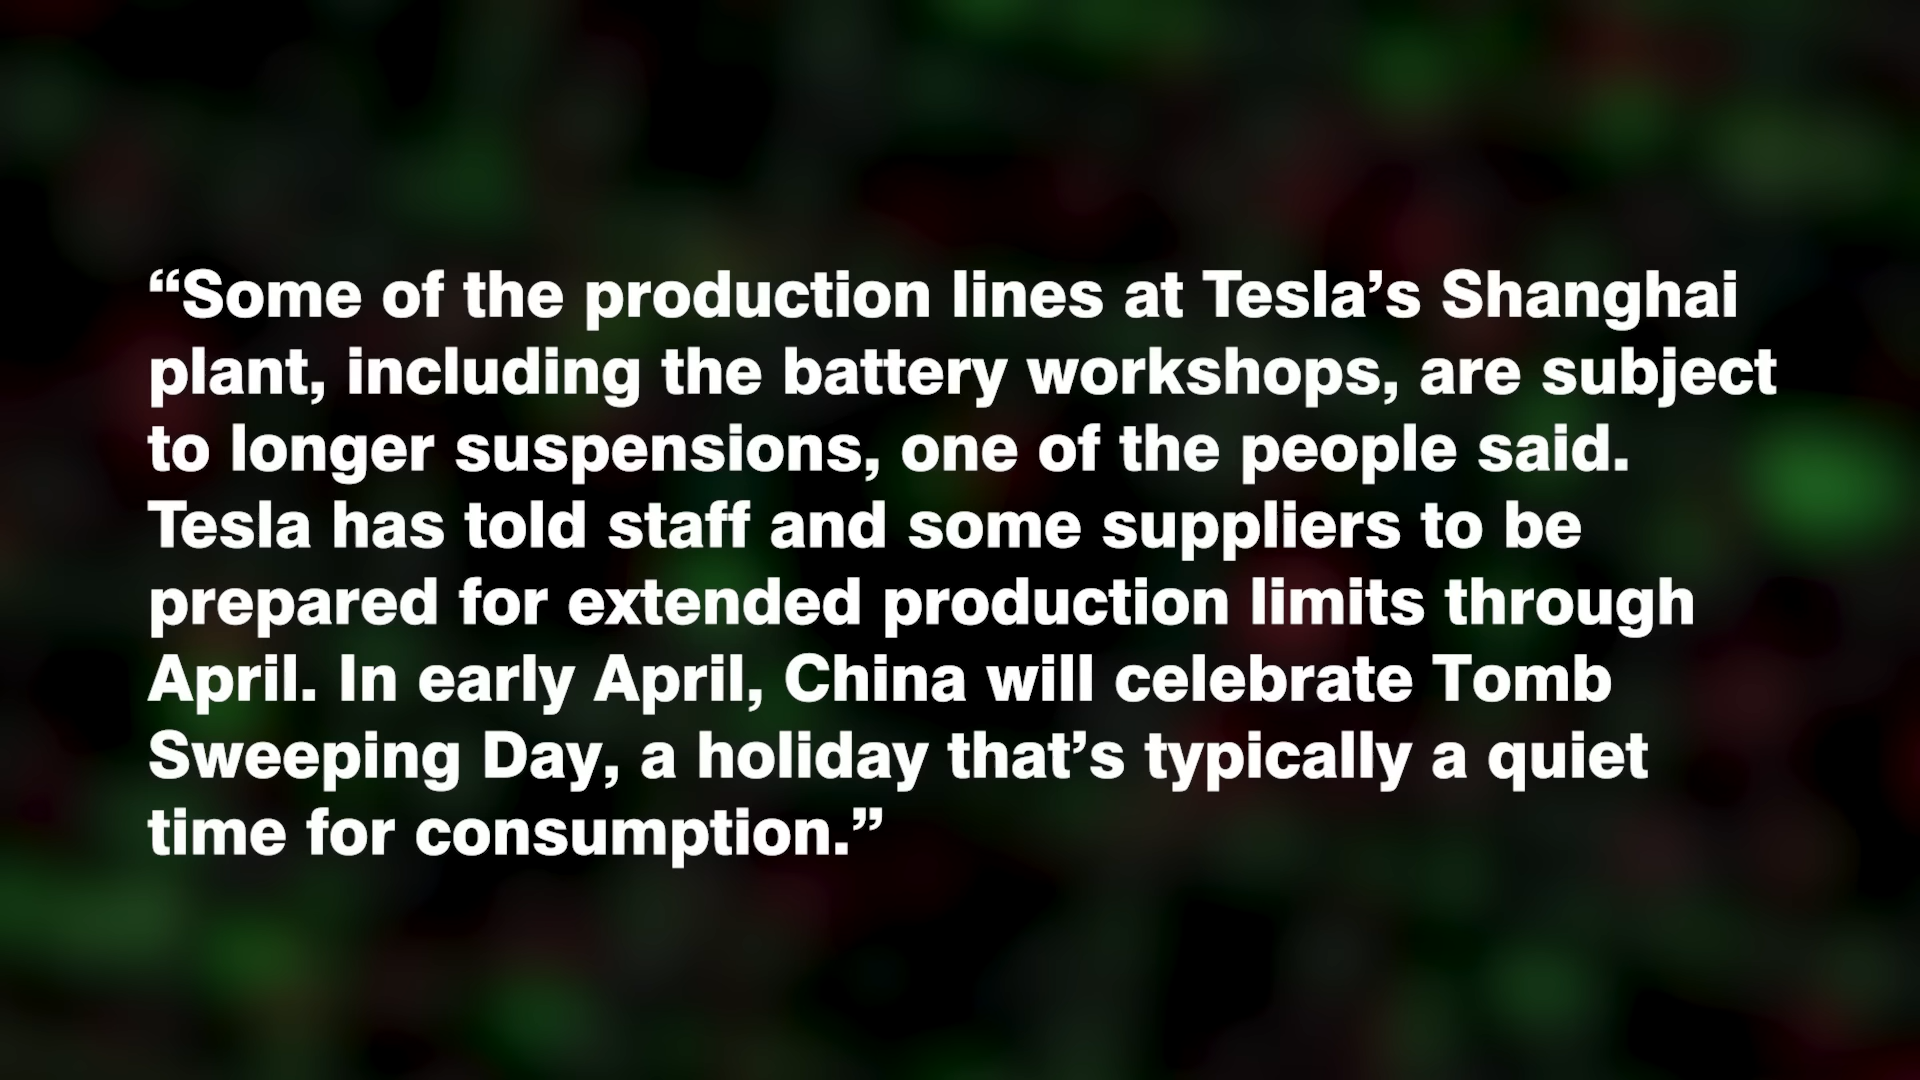 “Some of the production lines at Tesla’s Shanghai
plant, including the battery workshops, are subject
to longer suspensions, one of the people said.
Tesla has told staff and some suppliers to be
prepared for extended production limits through
April. In early April, China will celebrate Tomb
Sweeping Day, a holiday that’s typically a quiet
time for consumption.”